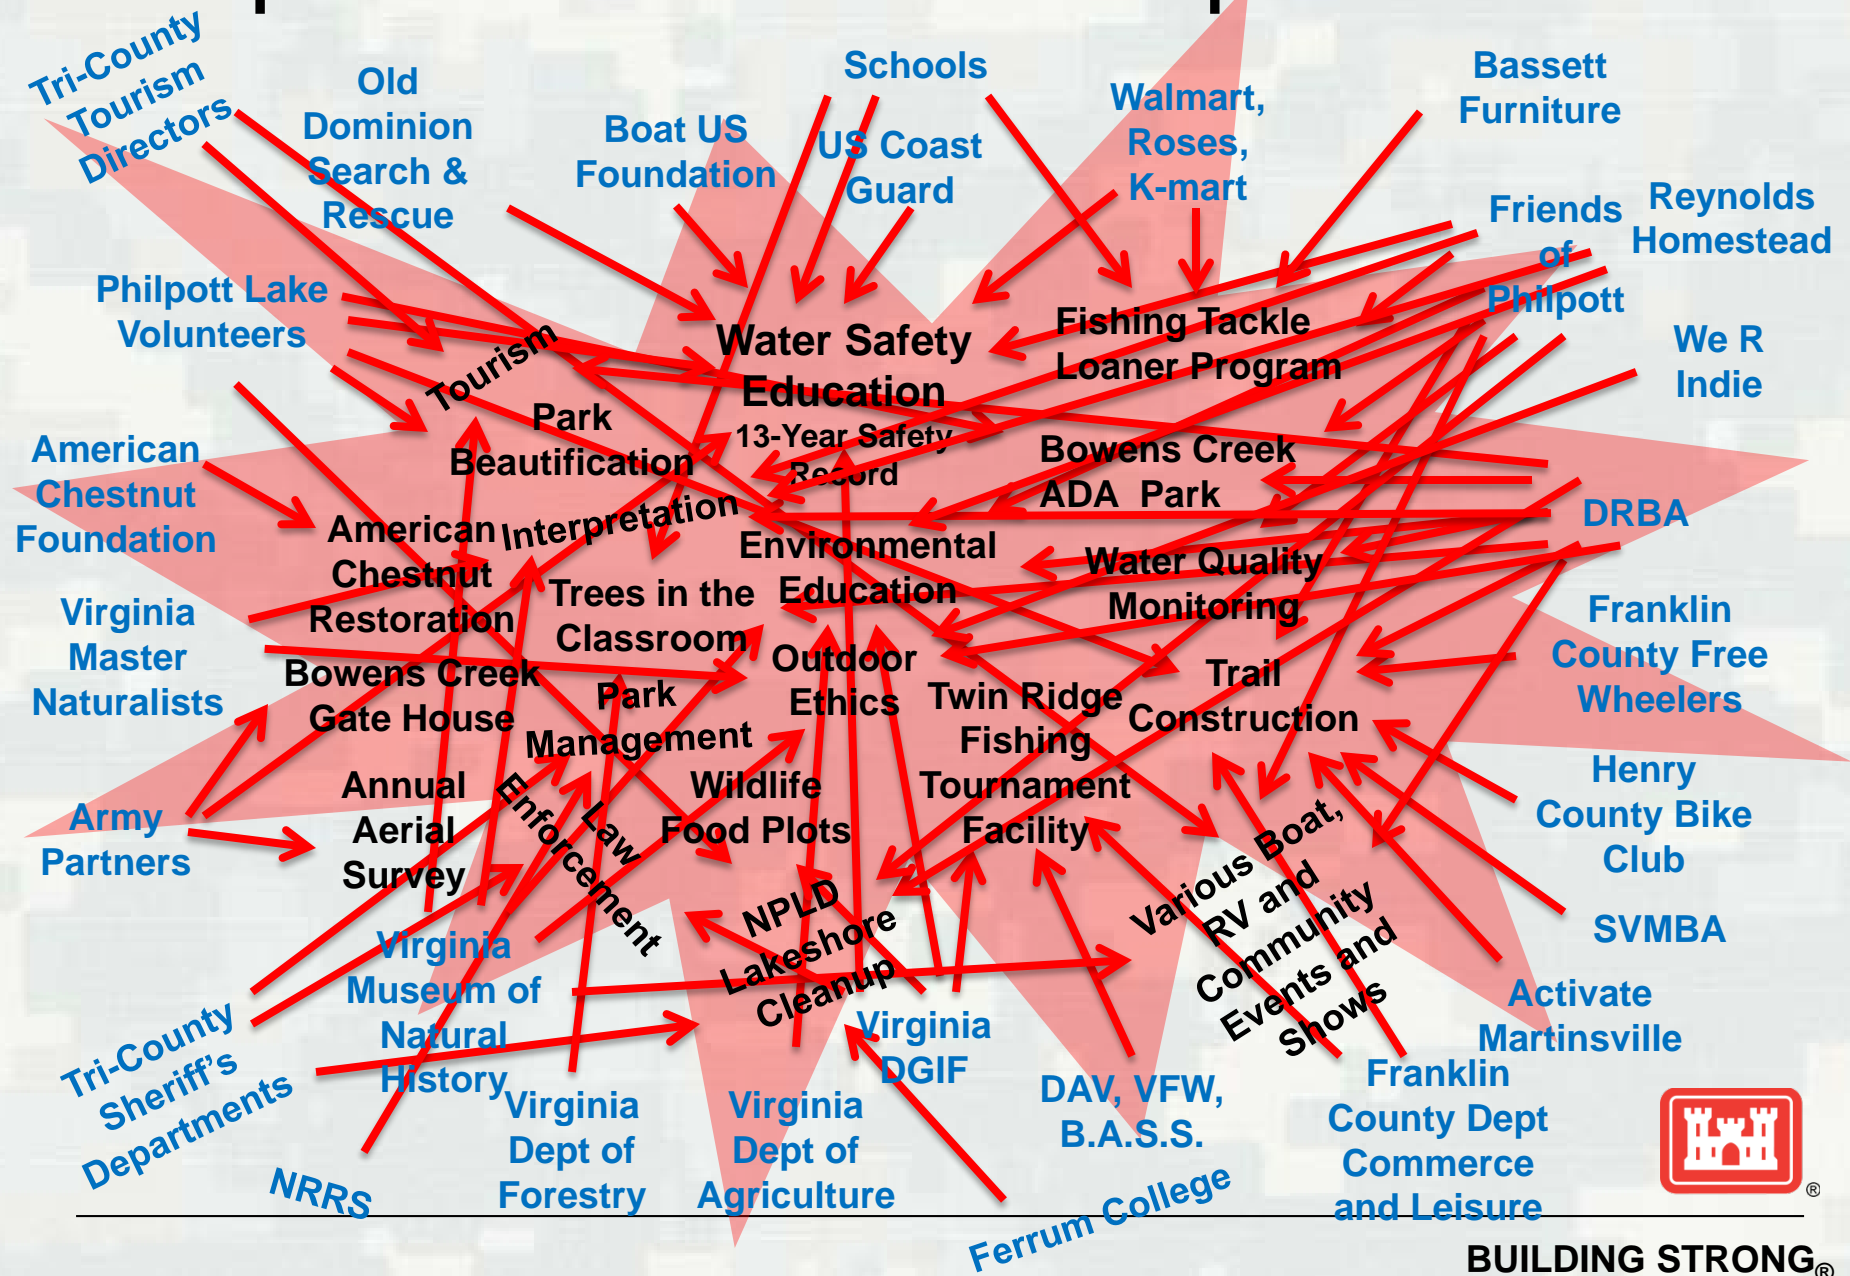 Tri-County
Tourism
Directors
Old
Dominion
Search &
Rescue
Boat US
Foundation
Schools
US Coast
Guard
Walmart,
Roses,
K-mart
Bassett
Furniture
Friends
of
Philpott
Reynolds
Homestead
We R
Indie
Philpott Lake
Volunteers
Tourism
Water Safety
Education
13-Year Safety
Record
Fishing Tackle
Loaner Program
Park
Beautification
Bowens Creek
ADA Park
American
Chestnut
Foundation
American
Chestnut
Restoration
Interpretation
Environmental
Education
Water Quality
Monitoring
DRBA
Trees in the
Classroom
Virginia
Master
Naturalists
Bowens Creek
Gate House
Park
Management
Outdoor
Ethics
Twin Ridge
Fishing
Tournament
Facility
Trail
Construction
Franklin
County Free
Wheelers
Army
Partners
Annual
Aerial
Survey
Law
Enforcement
Wildlife
Food Plots
NPLD
Lakeshore
Cleanup
Various Boat,
RV and
Community
Events and
Shows
Henry
County Bike
Club
SVMBA
Activate
Martinsville
Tri-County
Sheriff's
Departments
Virginia
Museum of
Natural
History
NRRS
Virginia
Dept of
Forestry
Virginia
Dept of
Agriculture
Virginia
DGIF
DAV, VFW,
B.A.S.S.
Ferrum College
Franklin
County Dept
Commerce
and Leisure
®
BUILDING STRONG®